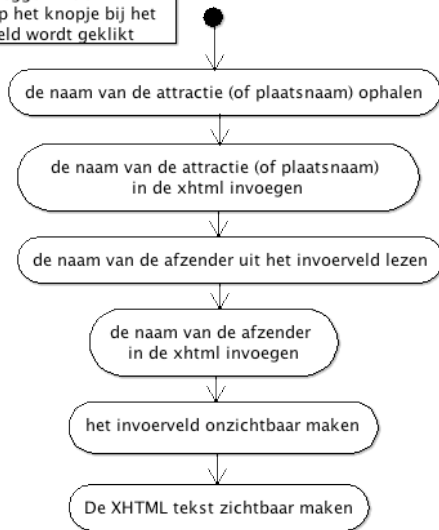 op het knopje bij het
veld wordt geklikt
de naam van de attractie (of plaatsnaam) ophalen
de naam van de attractie (of plaatsnaam)
in de xhtml invoegen
de naam van de afzender uit het invoerveld lezen
de naam van de afzender
in de xhtml invoegen
het invoerveld onzichtbaar maken
De XHTML tekst zichtbaar maken